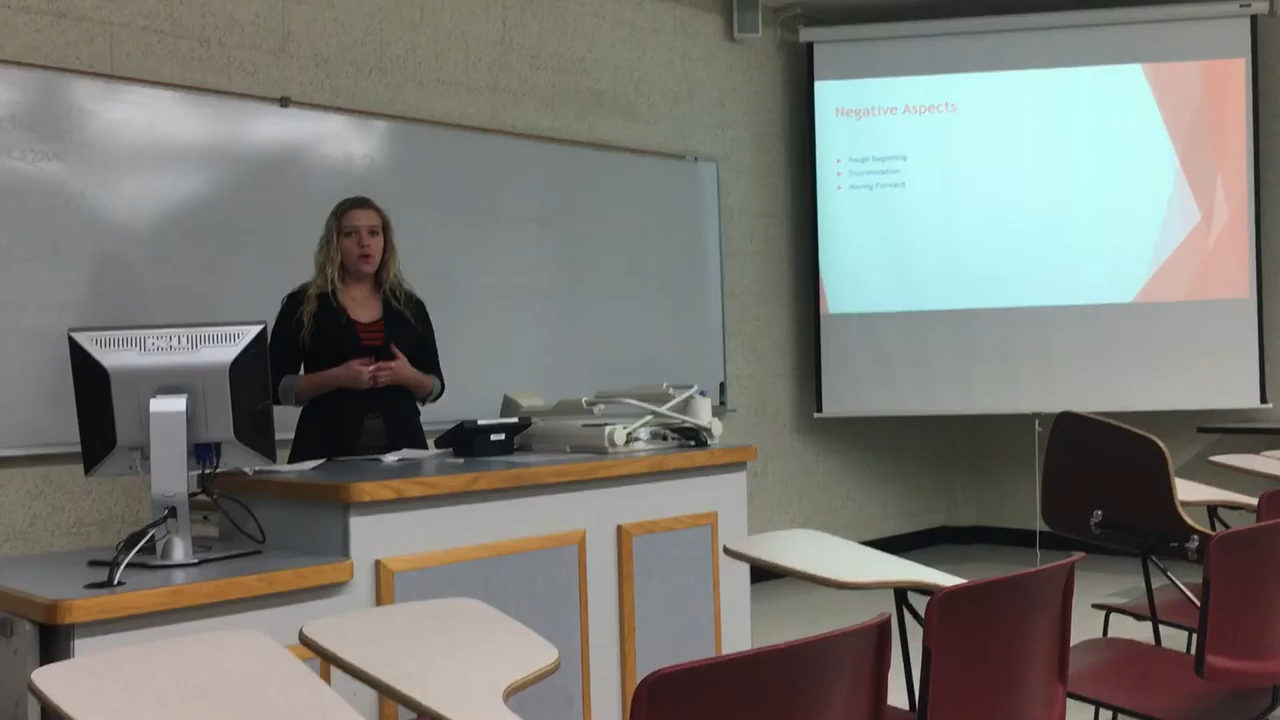 Negative Aspects
Rough Beginning
Discrimination
Moving Forward